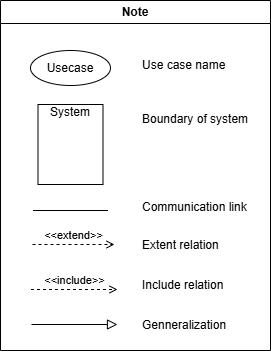 Note
Usecase
Use case name
System
Boundary of system
Communication link
<<extend>>
Extent relation
<<include>>
Include relation
Genneralization